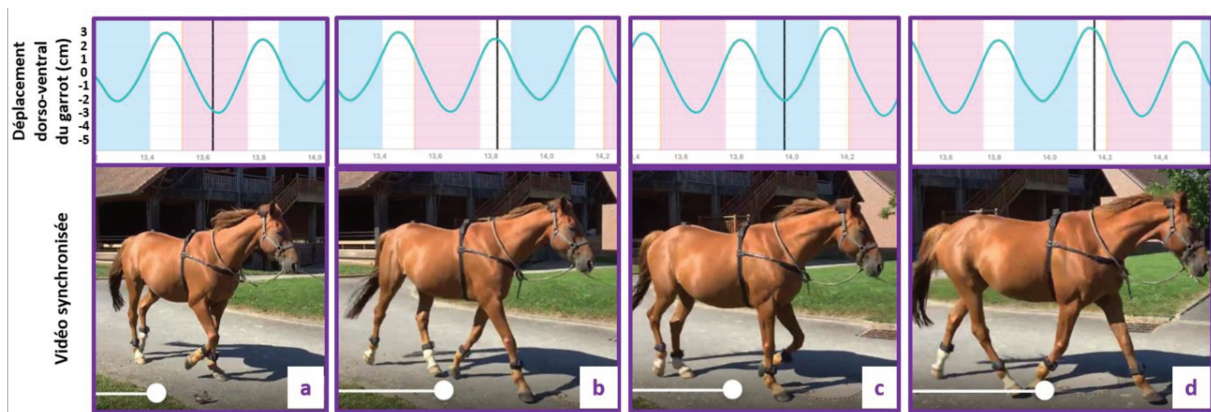 Déplacement
dorso-ventral
du garrot (cm)
3
2
1
0
-1
-2
-3
-4
-5
13,4 13,6 13,8 14,0
13,4 13,6 13,8 14,0 14,2
13,6 13,8 14,0 14,2
13,6 13,8 14,0 14,2 14,4
Vidéo synchronisée
a
b
c
d